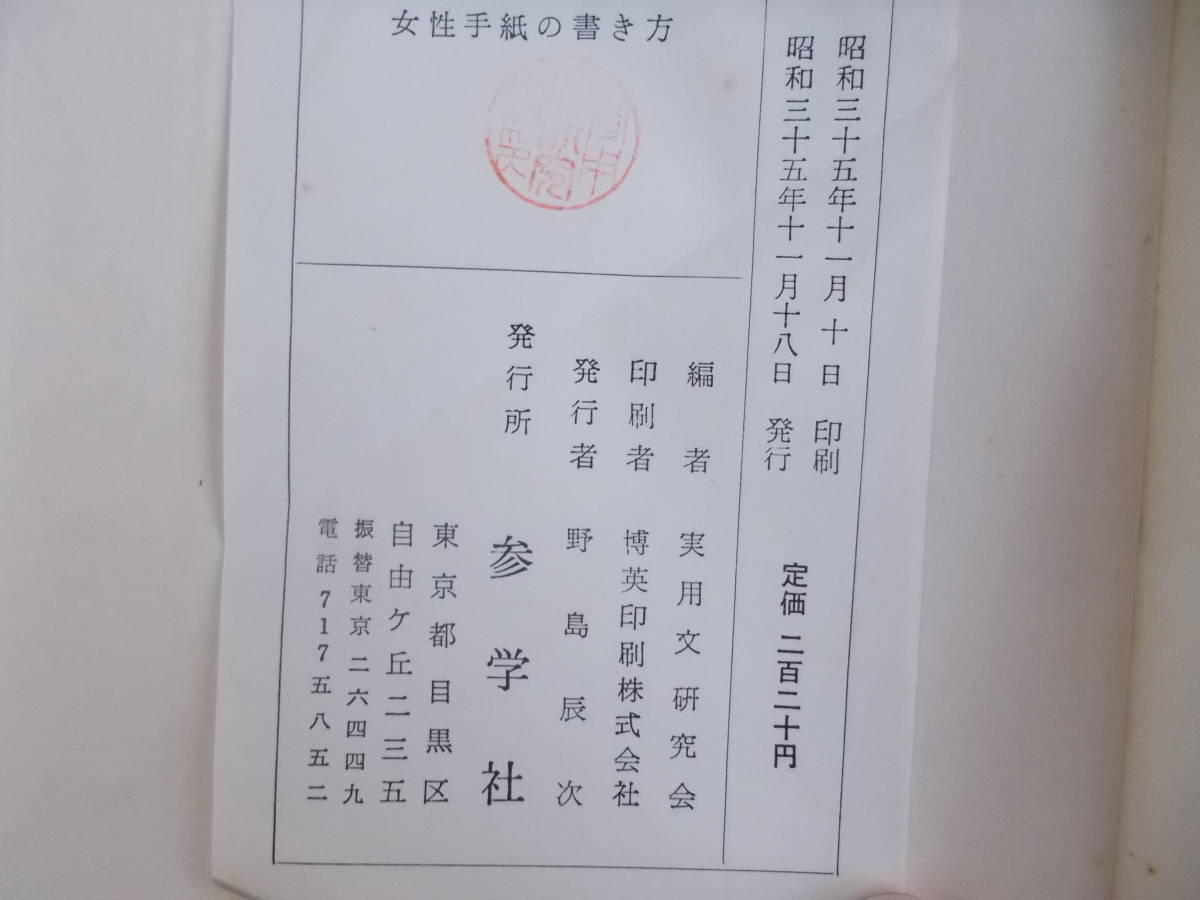 女性手紙の書き方
昭和三十五年十一月十日 印刷
昭和三十五年十一月十八日 発行
定価 二百二十円
編者 実用文研究会
印刷者 博英印刷株式会社
発行者 野島辰次
発行所 参学社
東京都目黒区
自由ケ丘二三五
振替東京二六四四九
電話717五八五二